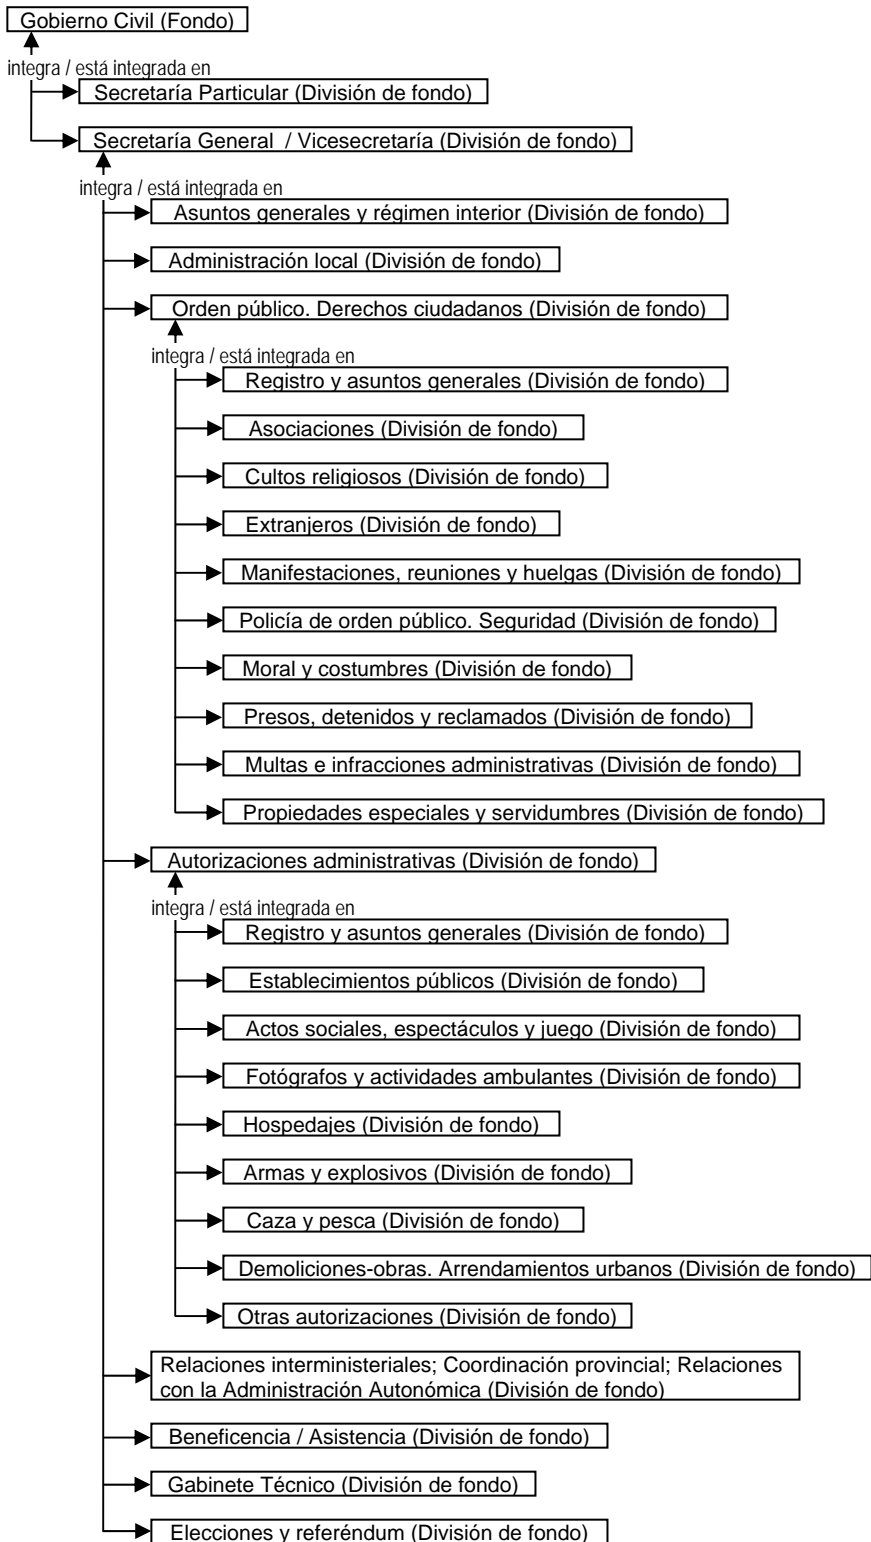 Gobierno Civil (Fondo)
integra / está integrada en
Secretaría Particular (División de fondo)
Secretaría General / Vicesecretaría (División de fondo)
integra / está integrada en
Asuntos generales y régimen interior (División de fondo)
Administración local (División de fondo)
Orden público. Derechos ciudadanos (División de fondo)
integra / está integrada en
Registro y asuntos generales (División de fondo)
Asociaciones (División de fondo)
Cultos religiosos (División de fondo)
Extranjeros (División de fondo)
Manifestaciones, reuniones y huelgas (División de fondo)
Policía de orden público. Seguridad (División de fondo)
Moral y costumbres (División de fondo)
Presos, detenidos y reclamados (División de fondo)
Multas e infracciones administrativas (División de fondo)
Propiedades especiales y servidumbres (División de fondo)
Autorizaciones administrativas (División de fondo)
integra / está integrada en
Registro y asuntos generales (División de fondo)
Establecimientos públicos (División de fondo)
Actos sociales, espectáculos y juego (División de fondo)
Fotógrafos y actividades ambulantes (División de fondo)
Hospedajes (División de fondo)
Armas y explosivos (División de fondo)
Caza y pesca (División de fondo)
Demoliciones-obras. Arrendamientos urbanos (División de fondo)
Otras autorizaciones (División de fondo)
Relaciones interministeriales; Coordinación provincial; Relaciones
con la Administración Autonómica (División de fondo)
Beneficencia / Asistencia (División de fondo)
Gabinete Técnico (División de fondo)
Elecciones y referéndum (División de fondo)